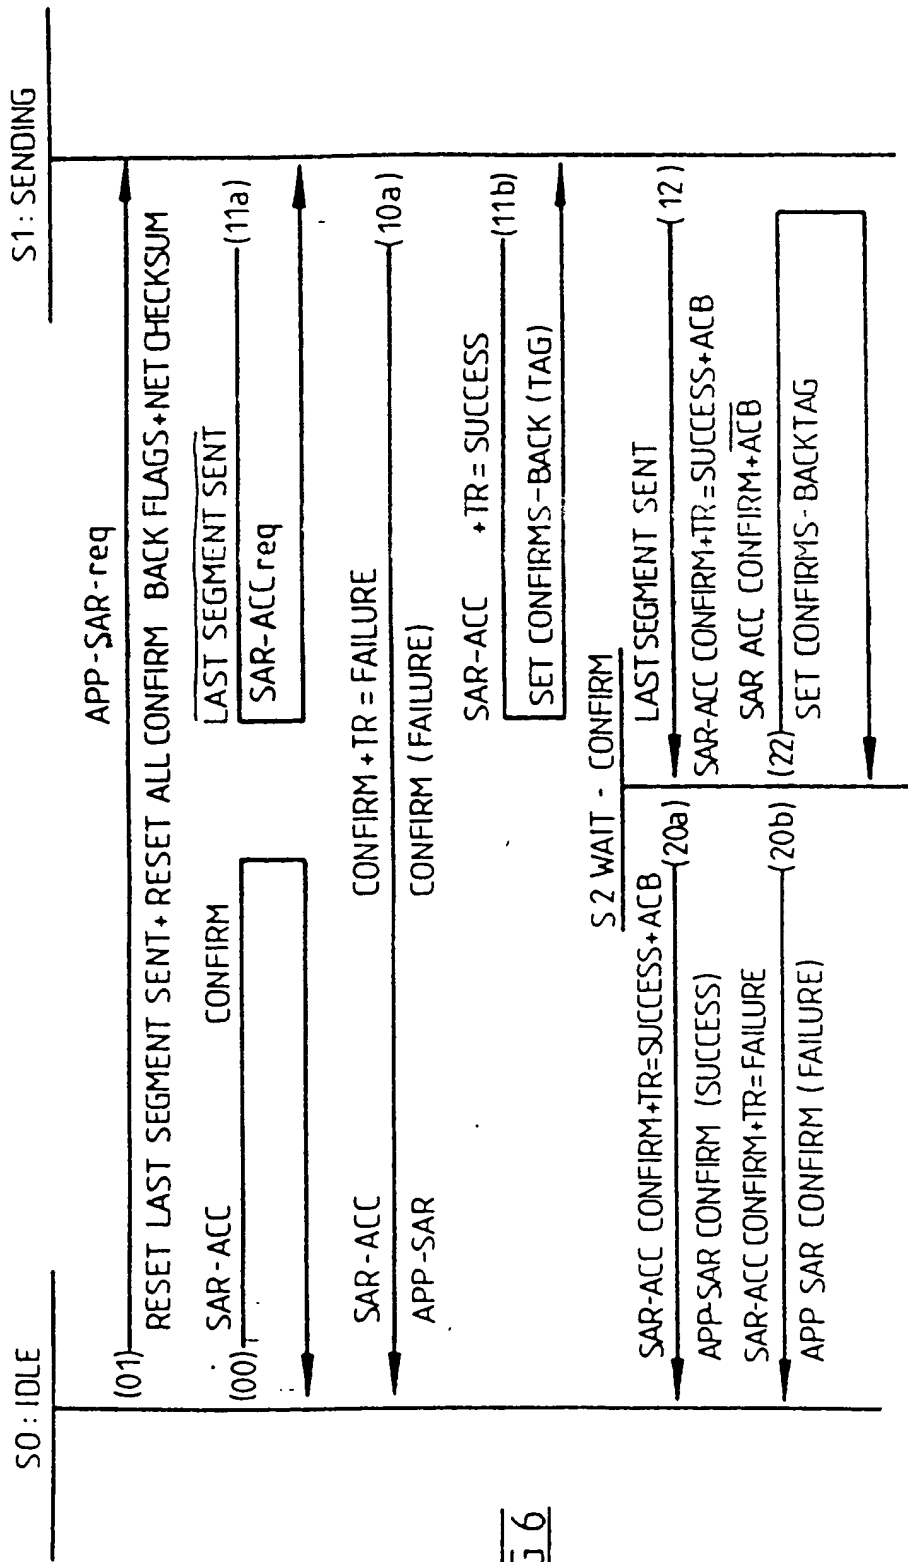 S0 : IDLE
S1 : SENDING
APP-SAR-req
(01)
RESET LAST SEGMENT SENT + RESET ALL CONFIRM BACK FLAGS + NET CHECKSUM
SAR-ACC CONFIRM
(00)
LAST SEGMENT SENT
(11a)
SAR-ACC req
SAR-ACC CONFIRM + TR = FAILURE
(10a)
APP-SAR CONFIRM (FAILURE)
SAR-ACC + TR = SUCCESS
(11b)
SET CONFIRMS-BACK (TAG)
S2 WAIT - CONFIRM
LAST SEGMENT SENT
(12)
SAR-ACC CONFIRM+TR=SUCCESS+ACB
(20a)
SAR-ACC CONFIRM+TR=SUCCESS+ACB
APP-SAR CONFIRM (SUCCESS)
SAR ACC CONFIRM+ACB
(22)
SAR-ACC CONFIRM+TR=FAILURE
(20b)
SET CONFIRMS-BACKTAG
APP SAR CONFIRM (FAILURE)
G 6